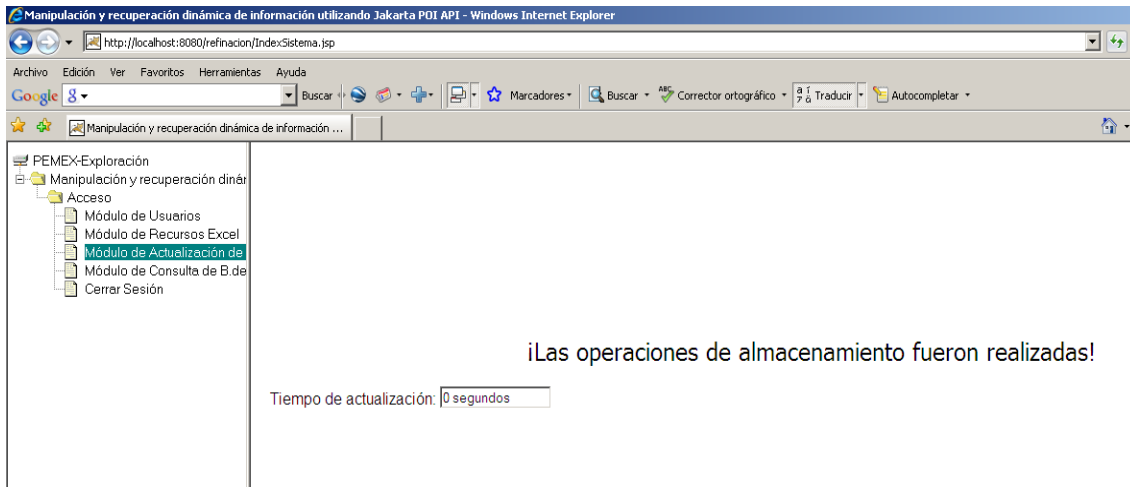 Manipulación y recuperación dinámica de información utilizando Jakarta POI API - Windows Internet Explorer
http://localhost:8080/refinacion/IndexSistema.jsp
Archivo Edición Ver Favoritos Herramientas Ayuda
Google Buscar Marcadores Buscar ABC Corrector ortográfico Traducir Autocompletar
Manipulación y recuperación dinámica de información ...
PEMEX-Exploración
Manipulación y recuperación dinár
Acceso
Módulo de Usuarios
Módulo de Recursos Excel
Módulo de Actualización de
Módulo de Consulta de B.de
Cerrar Sesión
¡Las operaciones de almacenamiento fueron realizadas!
Tiempo de actualización: 0 segundos